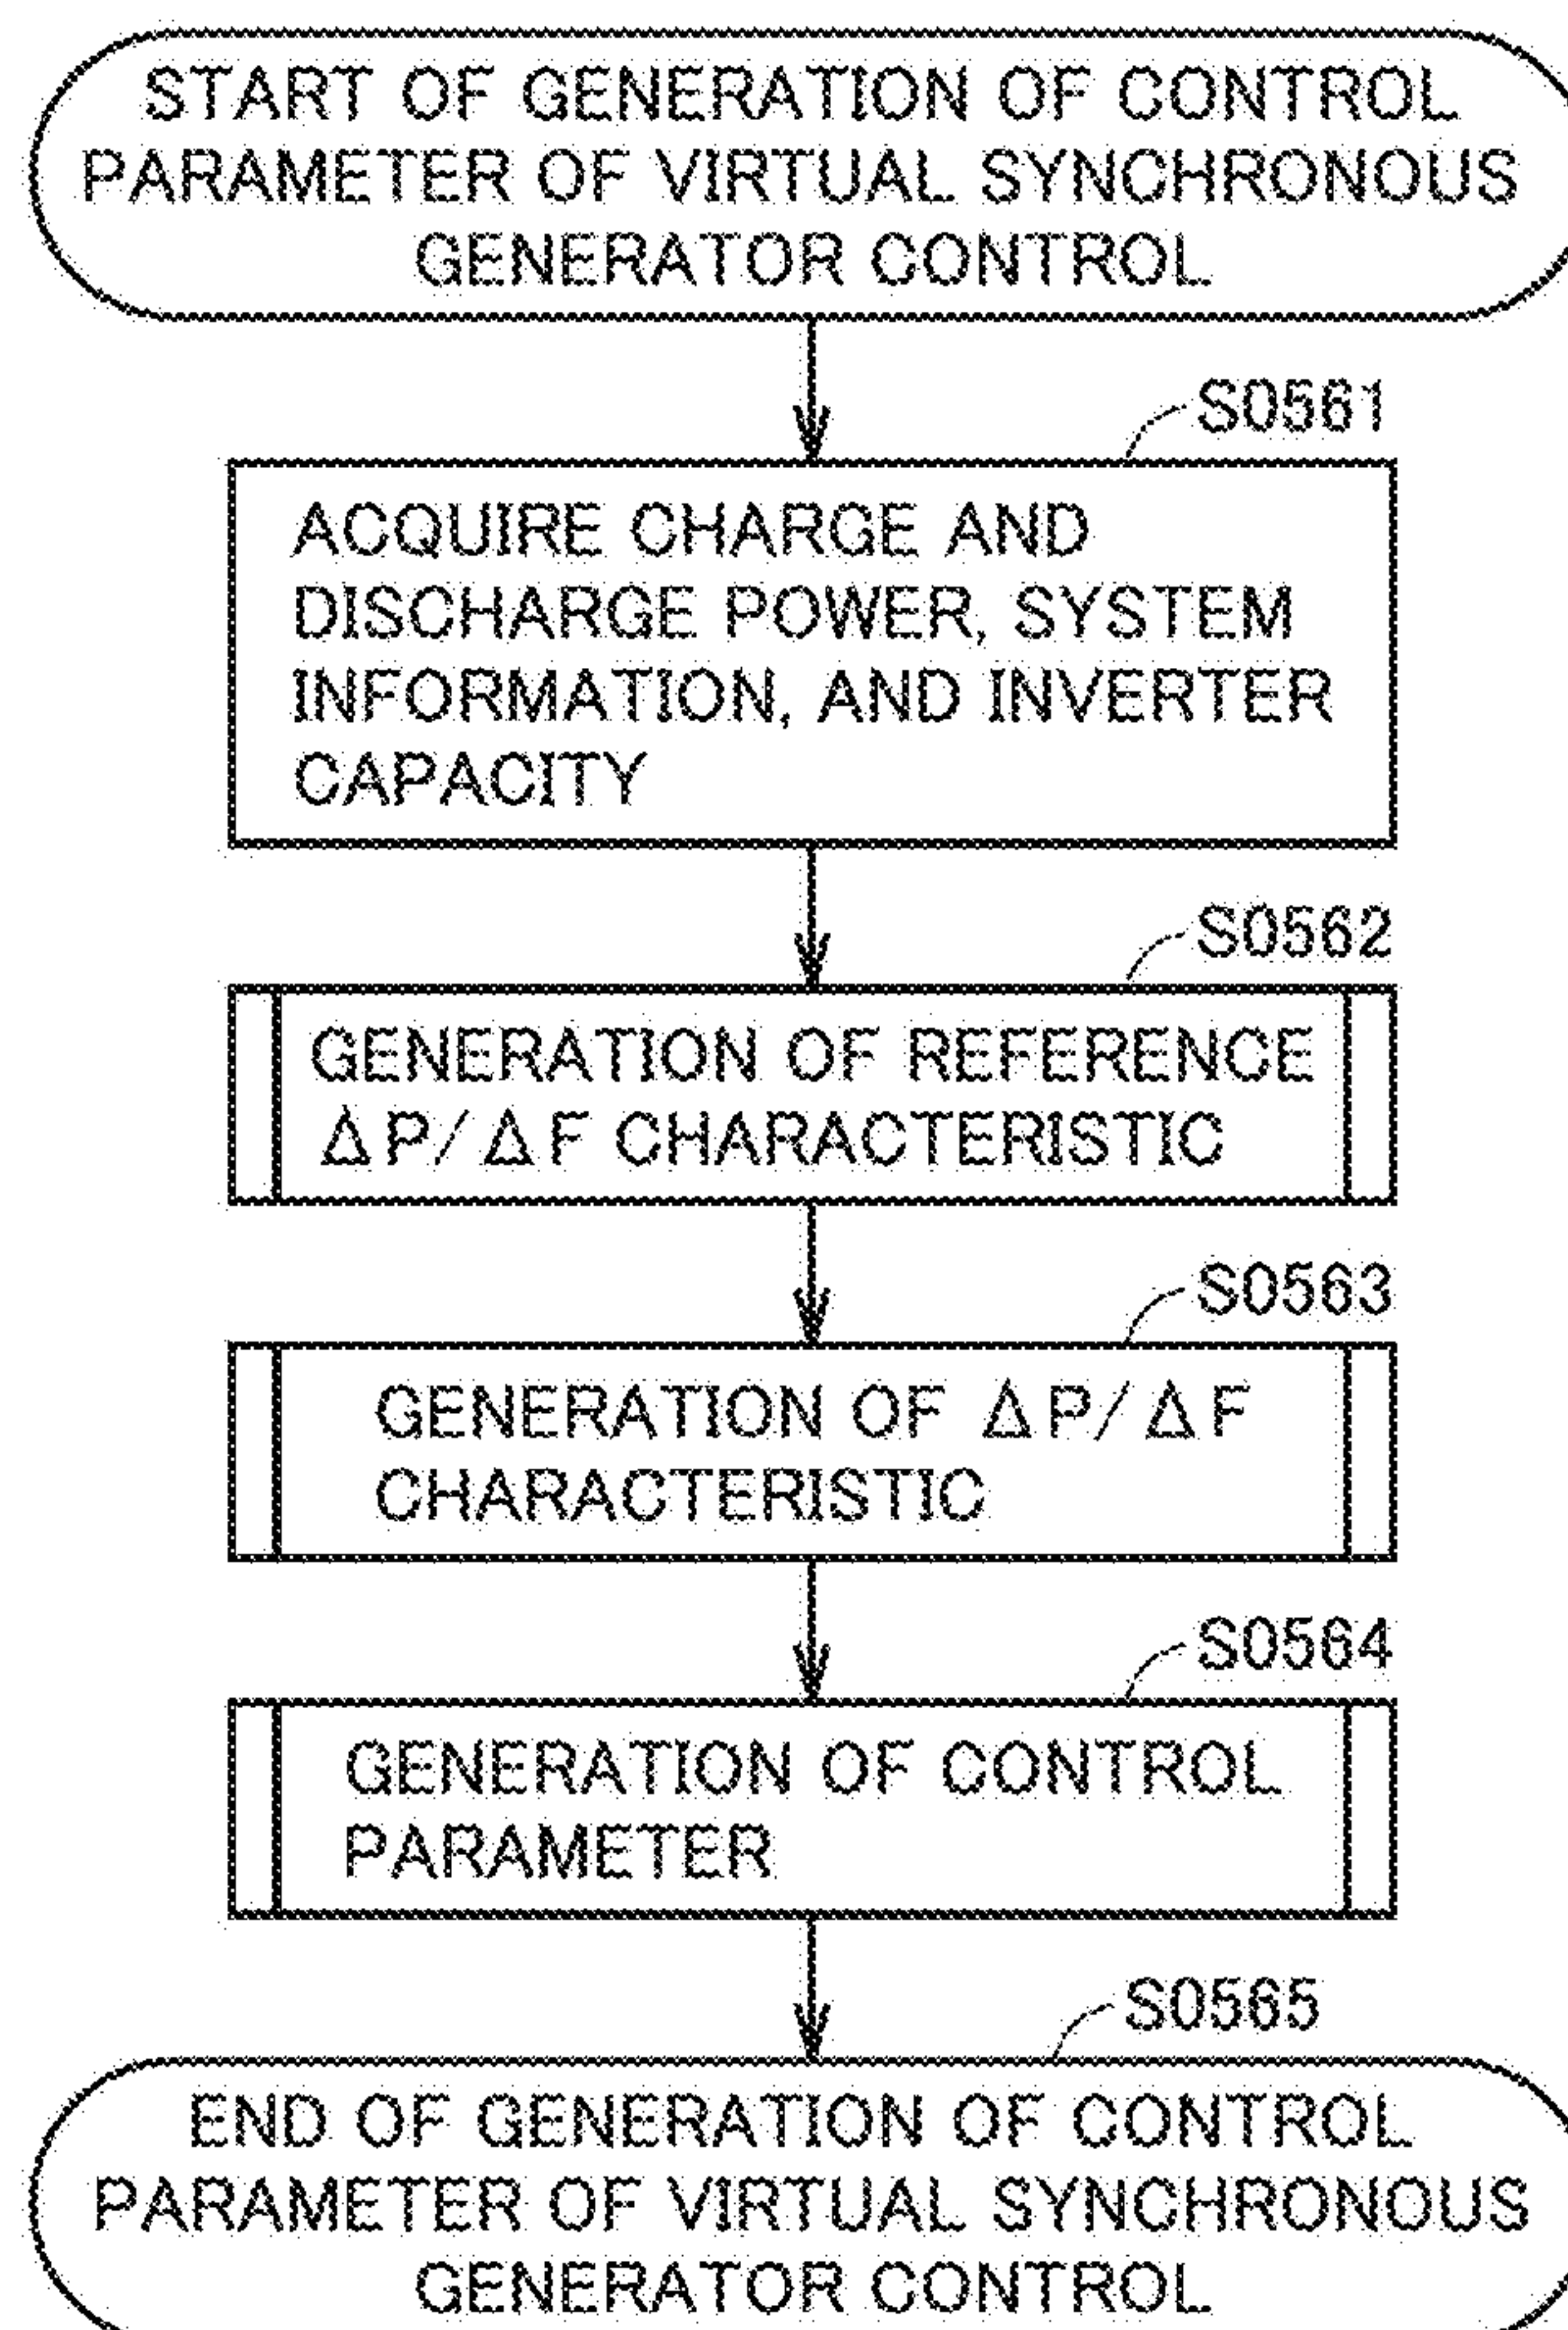 START OF GENERATION OF CONTROL
PARAMETER OF VIRTUAL SYNCHRONOUS
GENERATOR CONTROL
S0561
ACQUIRE CHARGE AND
DISCHARGE POWER, SYSTEM
INFORMATION, AND INVERTER
CAPACITY
S0562
GENERATION OF REFERENCE
ΔP/ΔF CHARACTERISTIC
S0563
GENERATION OF ΔP/ΔF
CHARACTERISTIC
S0564
GENERATION OF CONTROL
PARAMETER
S0565
END OF GENERATION OF CONTROL
PARAMETER OF VIRTUAL SYNCHRONOUS
GENERATOR CONTROL